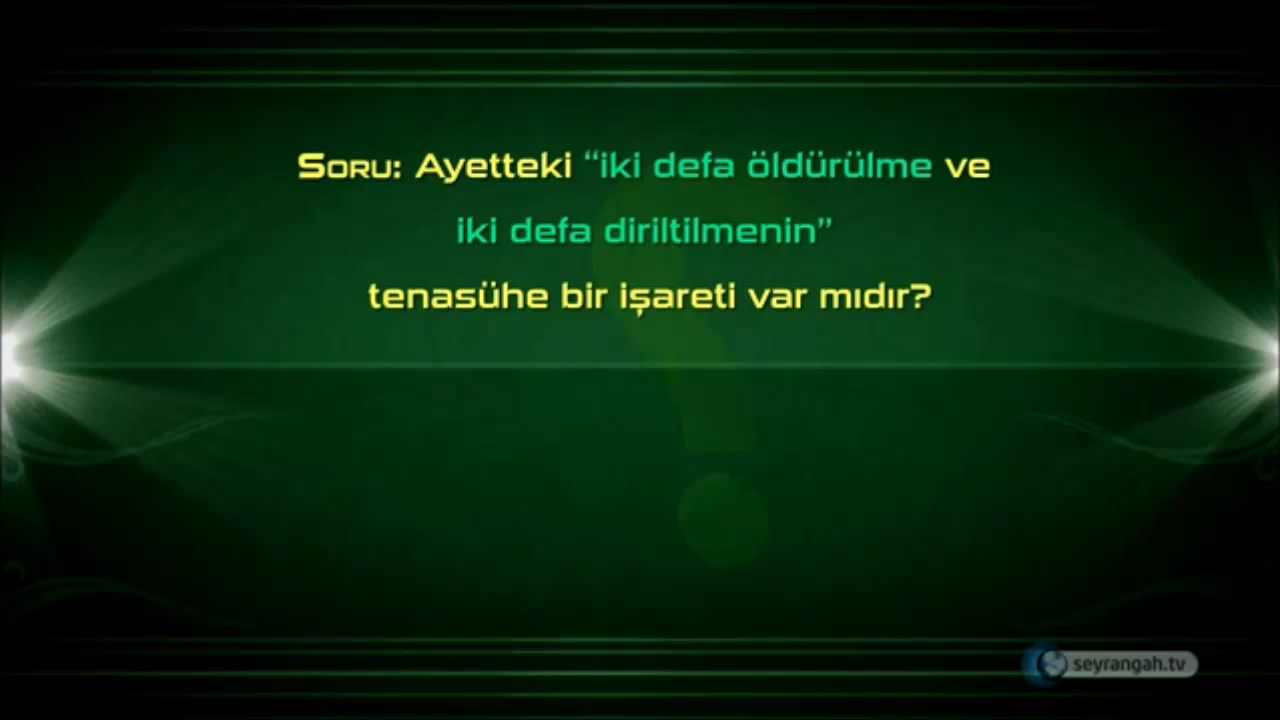 Soru: Ayetteki “iki defa öldürülme ve
iki defa diriltilmenin”
tenasühe bir işareti var mıdır?
seyrangah.tv